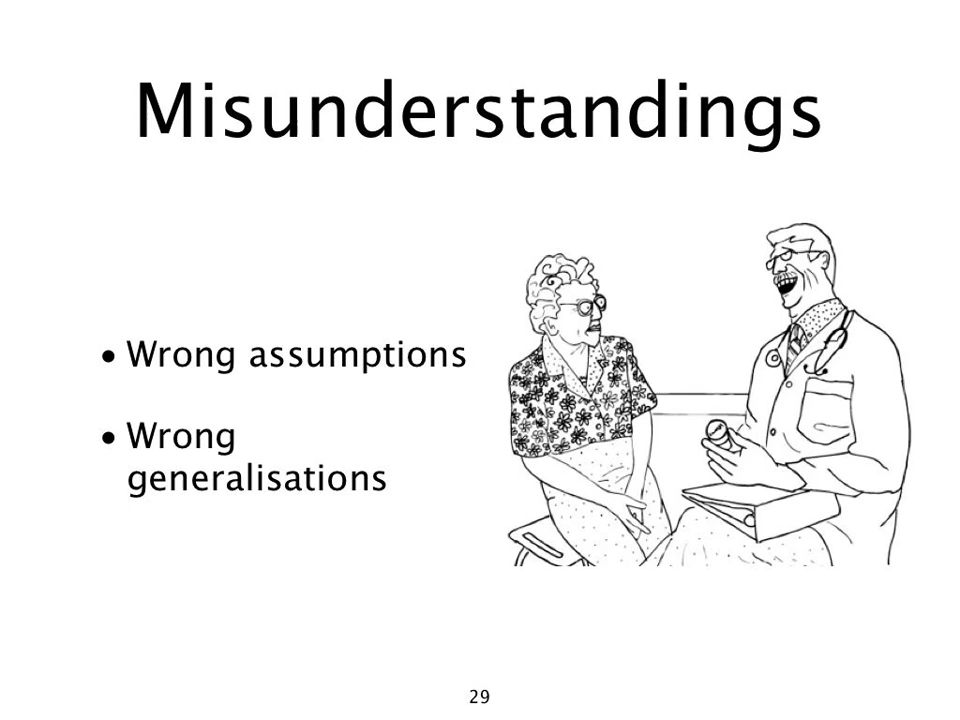 Misunderstandings
• Wrong assumptions
• Wrong
generalisations
29